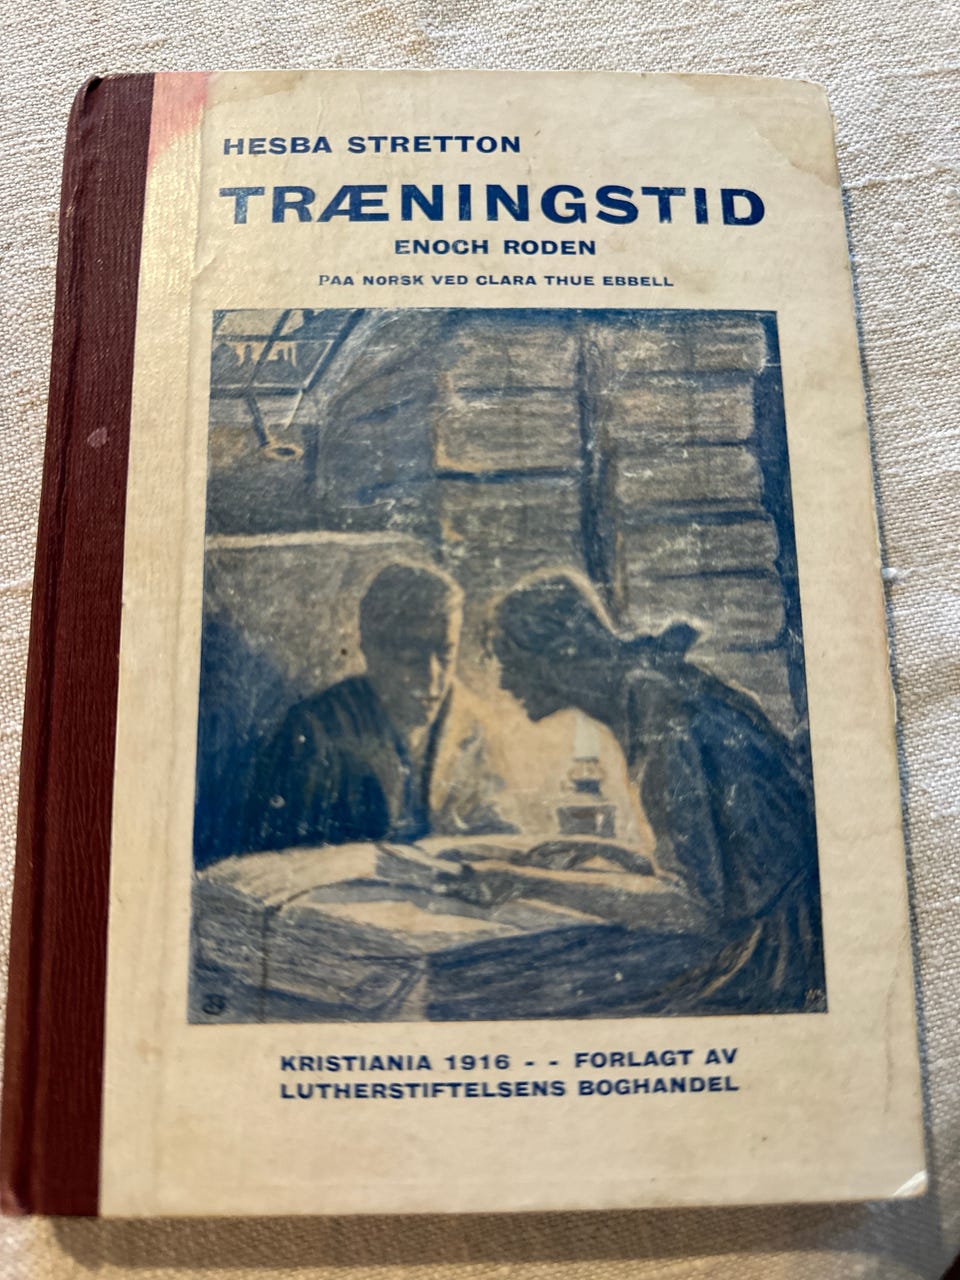 HESBA STRETTON
TRÆNINGSTID
ENOCH RODEN
PAA NORSK VED CLARA THUE EBBELL
KRISTIANIA 1916 - - FORLAGT AV
LUTHERSTIFTELSENS BOGHANDEL